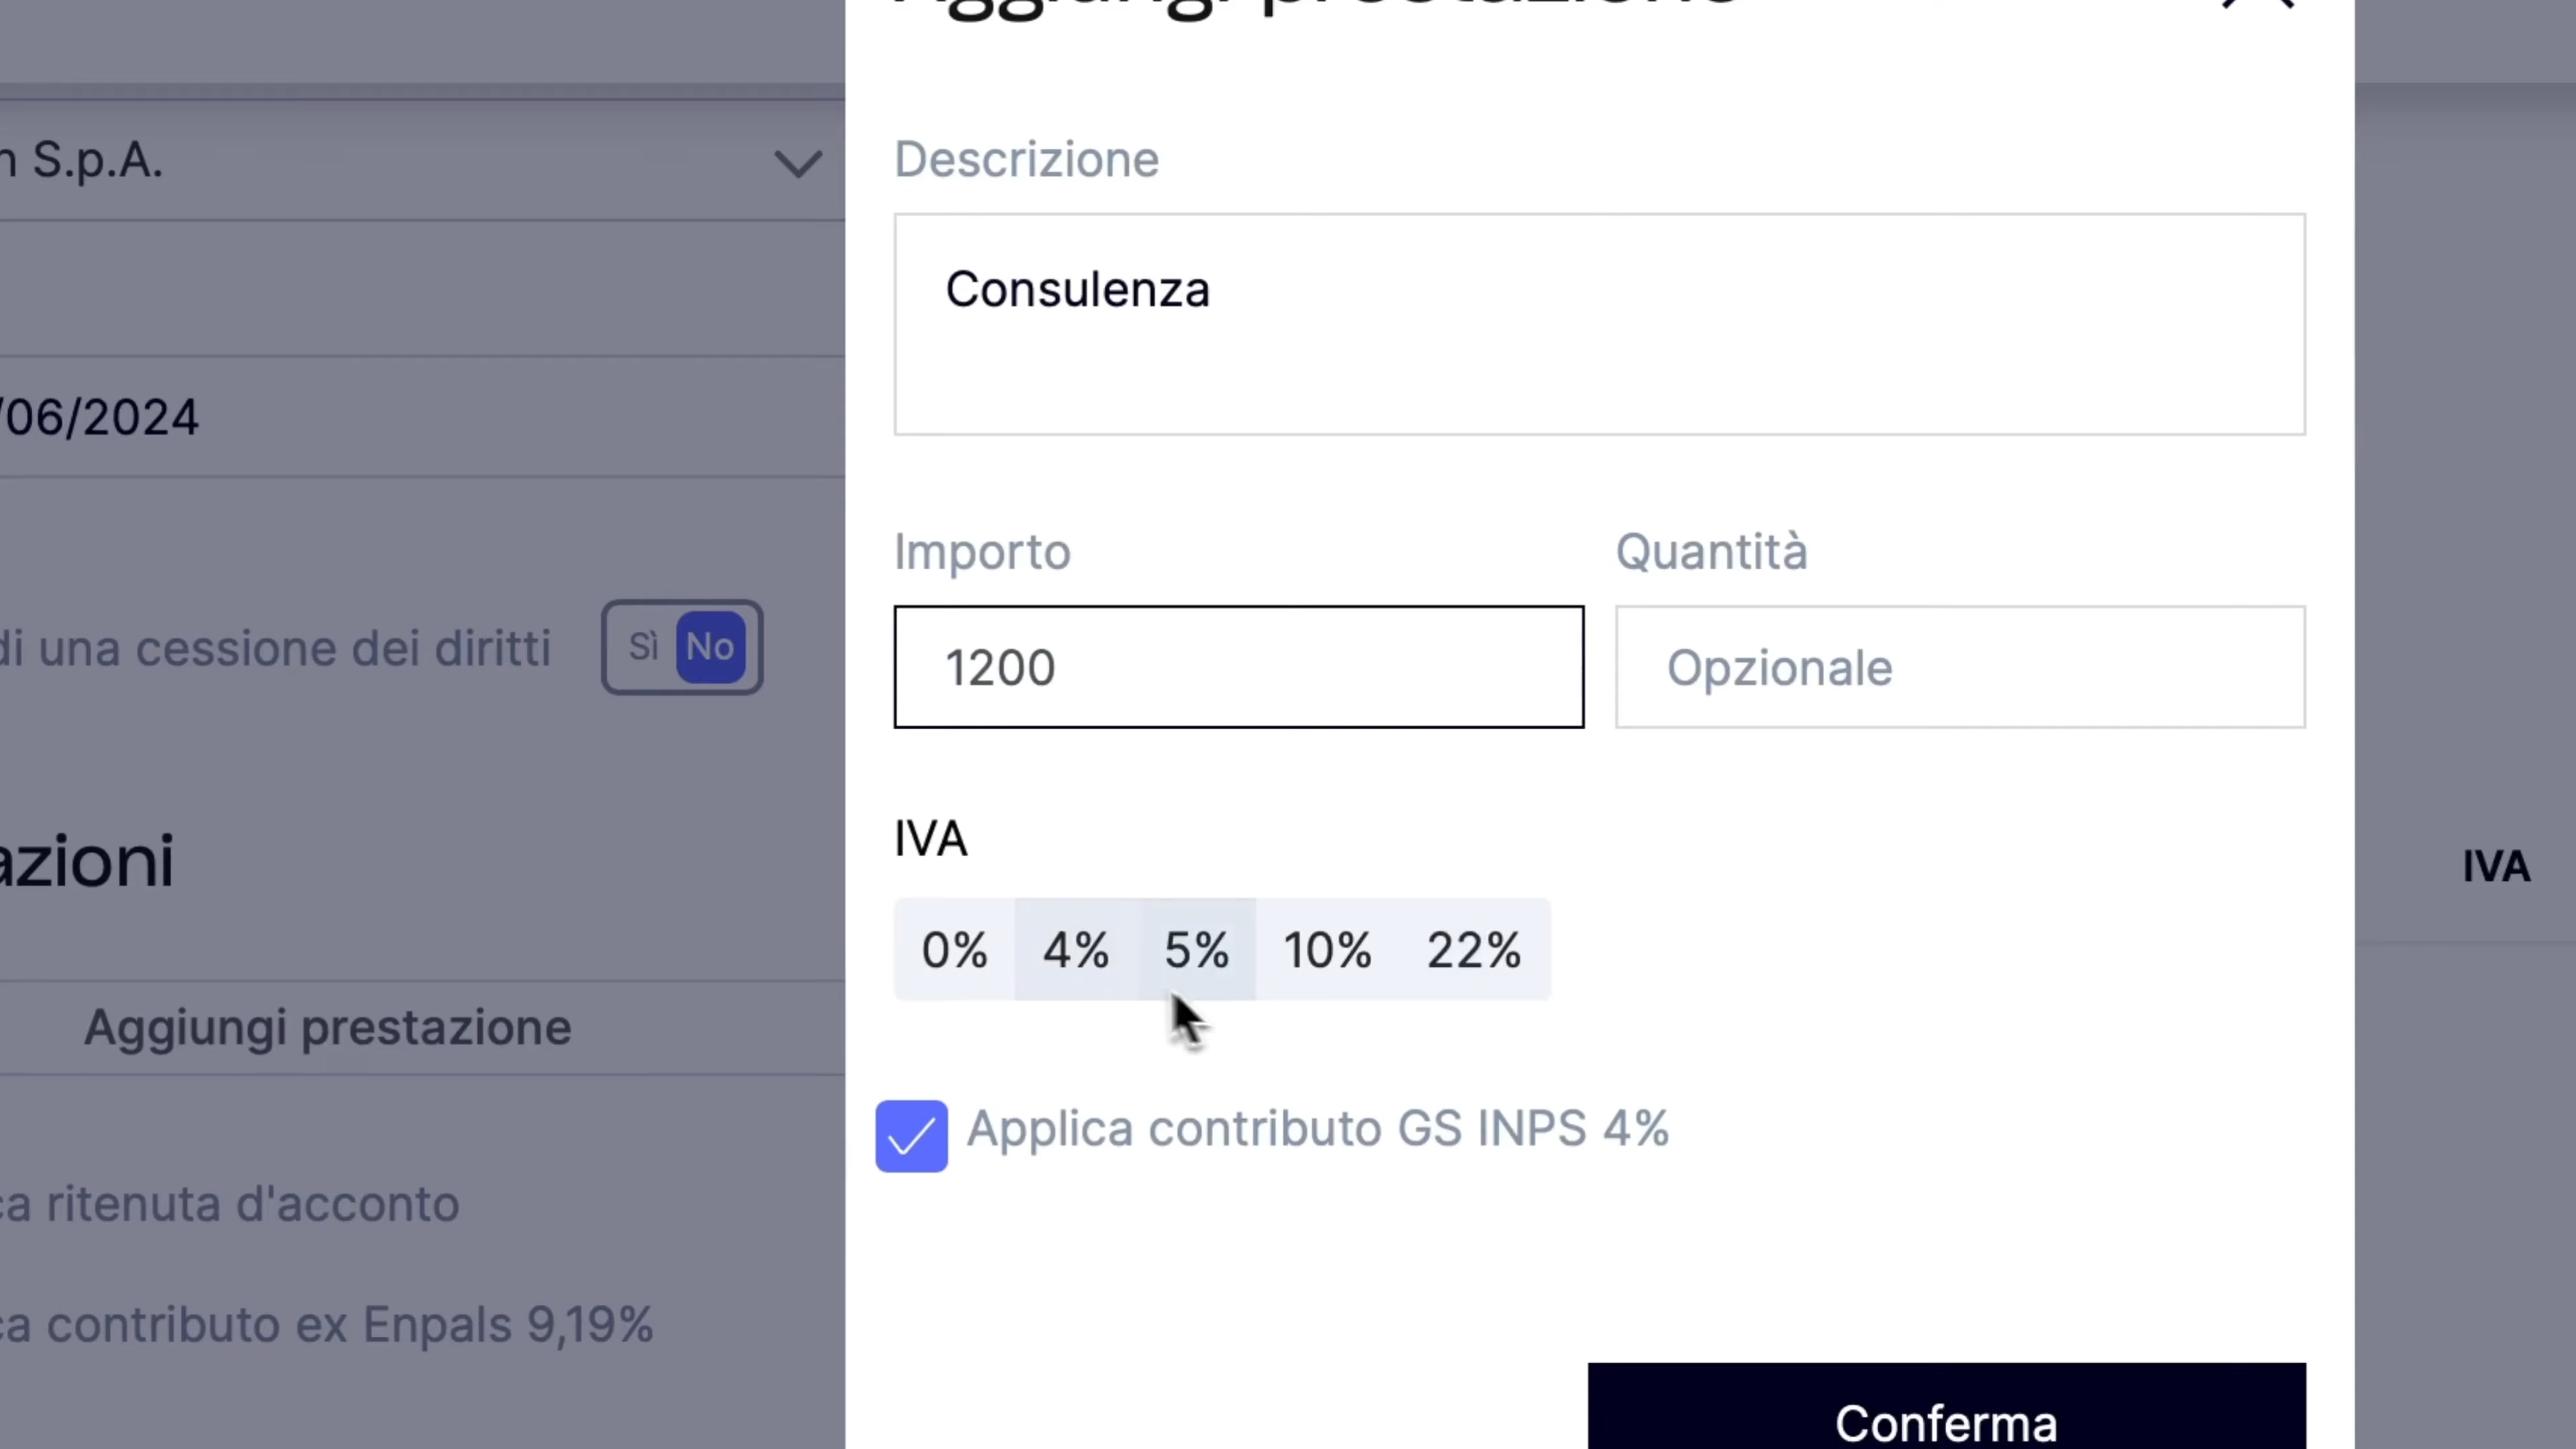 Aggiungi prestazione
n S.p.A.
Descrizione
Consulenza
/06/2024
Importo
Quantità
di una cessione dei diritti
Sì
No
1200
Opzionale
azioni
IVA
IVA
0%
4%
5%
10%
22%
Aggiungi prestazione
Applica contributo GS INPS 4%
ca ritenuta d'acconto
ca contributo ex Enpals 9,19%
Conferma